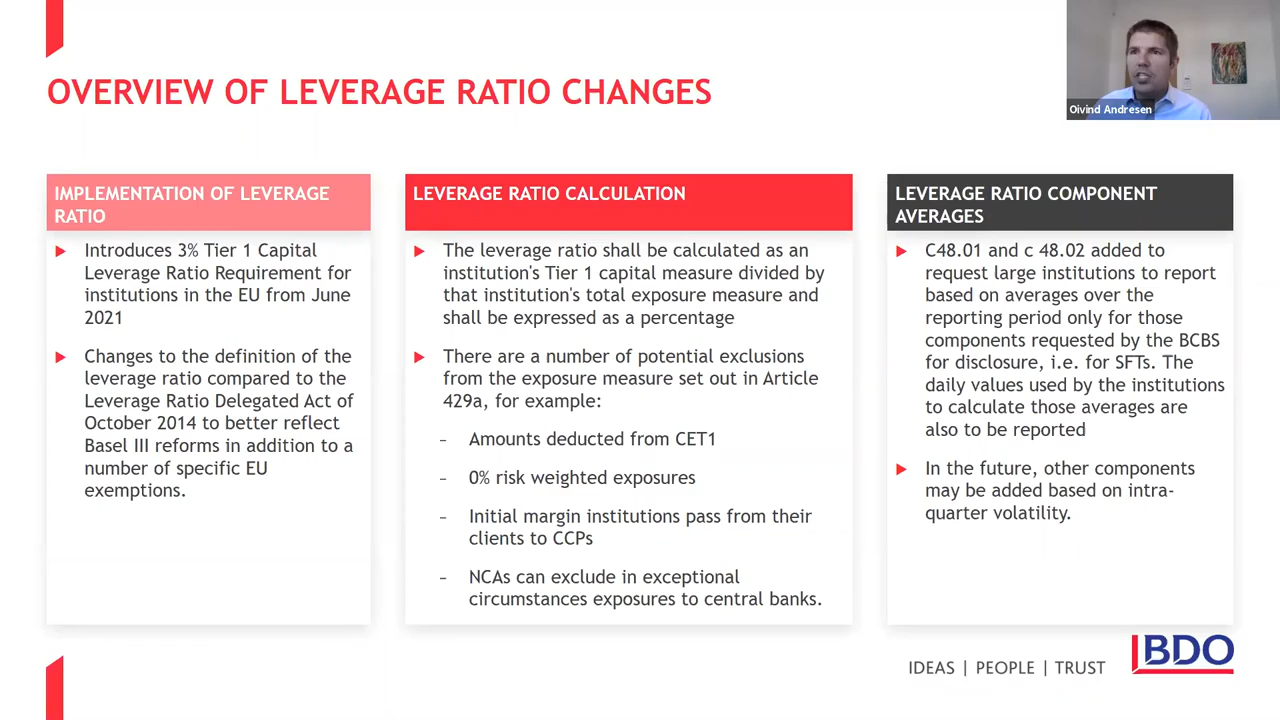 OVERVIEW OF LEVERAGE RATIO CHANGES
Oivind Andresen
IMPLEMENTATION OF LEVERAGE
RATIO
Introduces 3% Tier 1 Capital
Leverage Ratio Requirement for
institutions in the EU from June
2021
Changes to the definition of the
leverage ratio compared to the
Leverage Ratio Delegated Act of
October 2014 to better reflect
Basel III reforms in addition to a
number of specific EU
exemptions.
LEVERAGE RATIO CALCULATION
The leverage ratio shall be calculated as an
institution's Tier 1 capital measure divided by
that institution's total exposure measure and
shall be expressed as a percentage
There are a number of potential exclusions
from the exposure measure set out in Article
429a, for example:
– Amounts deducted from CET1
– 0% risk weighted exposures
– Initial margin institutions pass from their
clients to CCPs
– NCAs can exclude in exceptional
circumstances exposures to central banks.
LEVERAGE RATIO COMPONENT
AVERAGES
C48.01 and c 48.02 added to
request large institutions to report
based on averages over the
reporting period only for those
components requested by the BCBS
for disclosure, i.e. for SFTs. The
daily values used by the institutions
to calculate those averages are
also to be reported
In the future, other components
may be added based on intra-
quarter volatility.
IDEAS | PEOPLE | TRUST
BDO